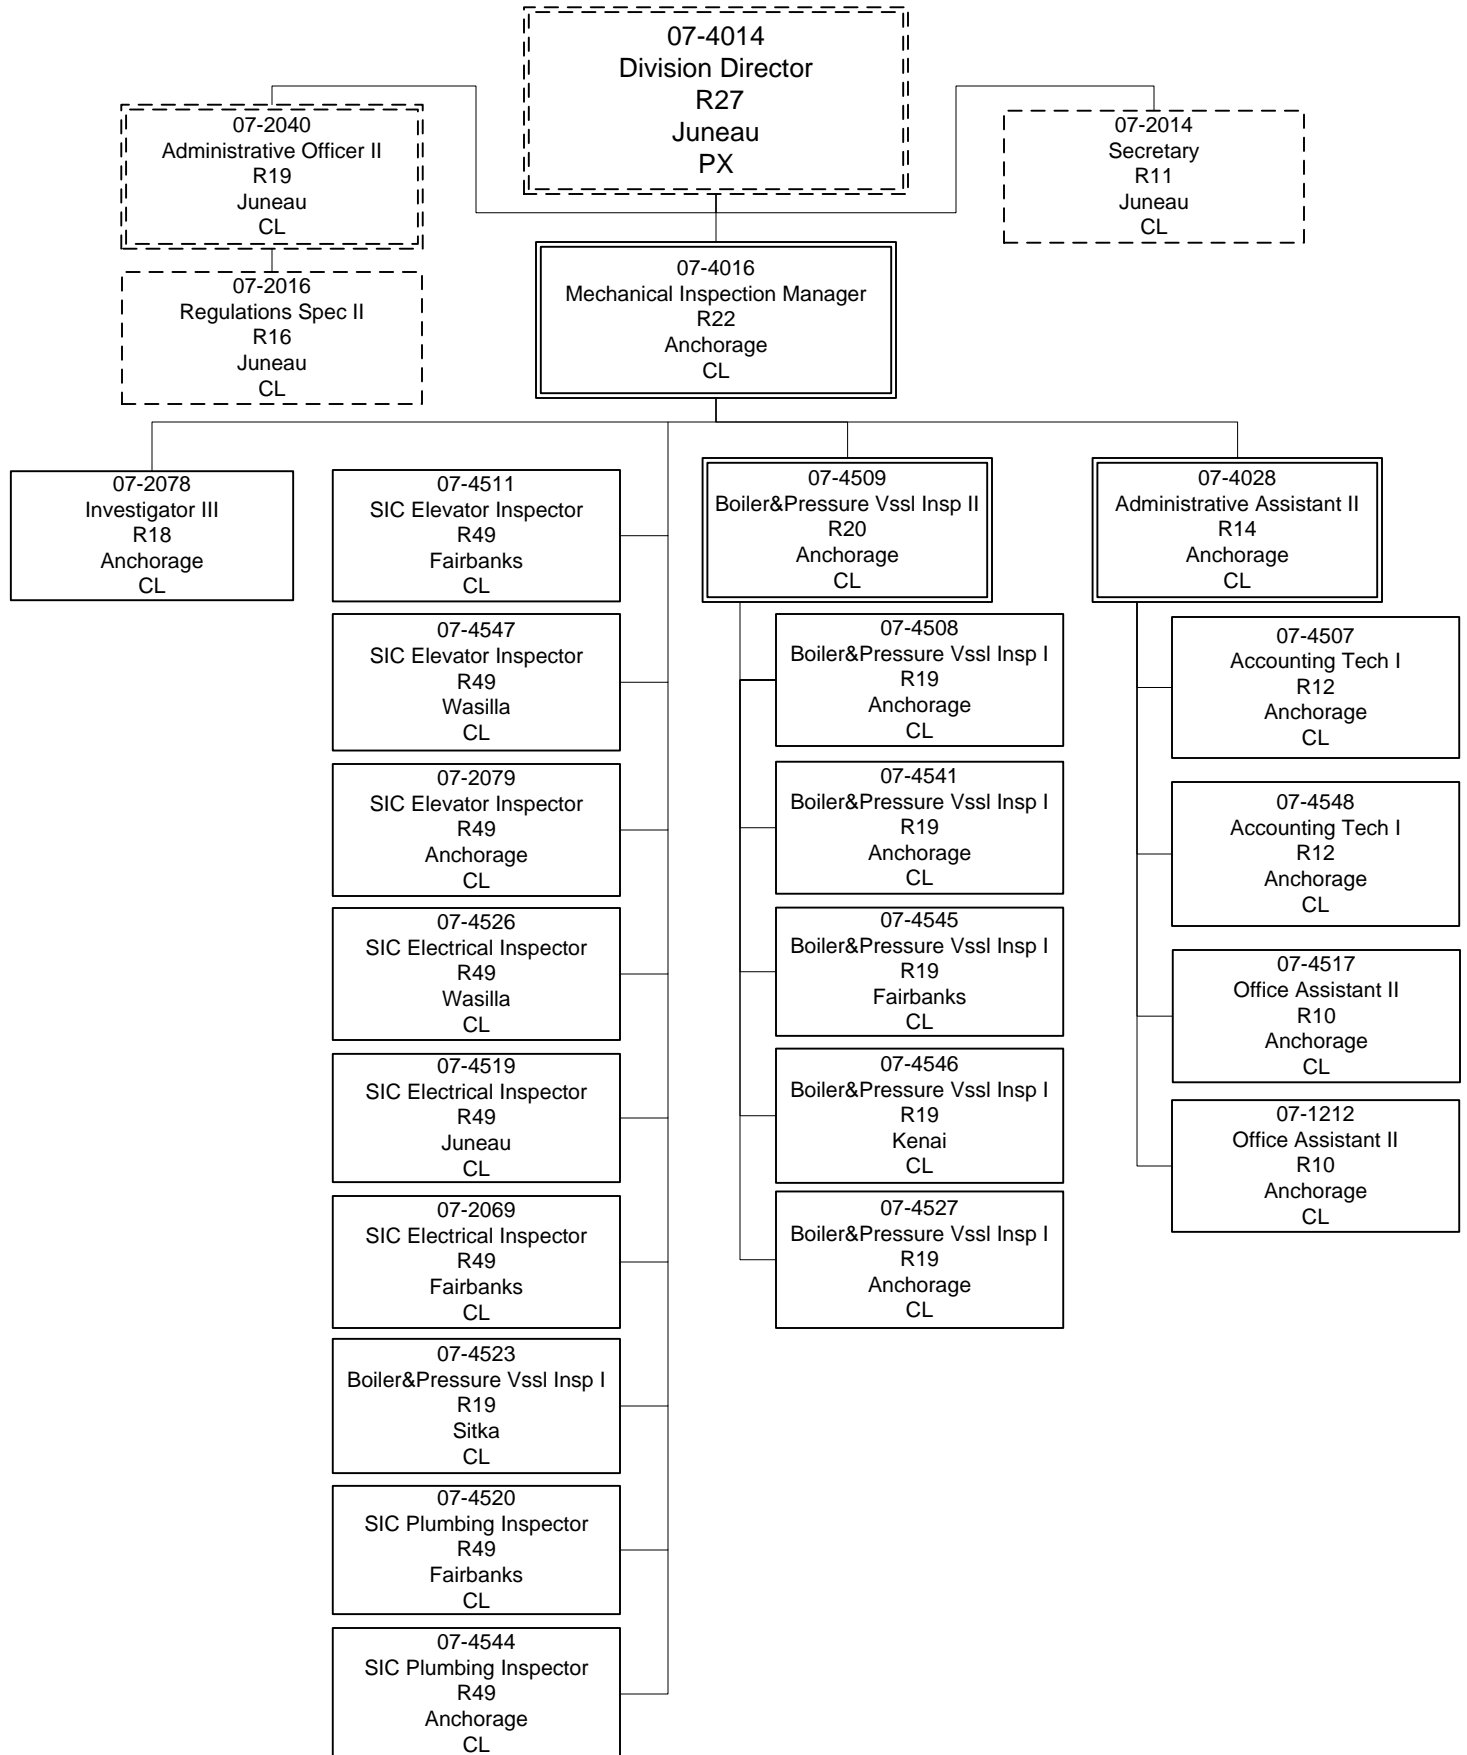 07-4014
Division Director
R27
Juneau
PX
07-2040
Administrative Officer II
R19
Juneau
CL
07-2014
Secretary
R11
Juneau
CL
07-2016
Regulations Spec II
R16
Juneau
CL
07-4016
Mechanical Inspection Manager
R22
Anchorage
CL
07-2078
Investigator III
R18
Anchorage
CL
07-4511
SIC Elevator Inspector
R49
Fairbanks
CL
07-4547
SIC Elevator Inspector
R49
Wasilla
CL
07-2079
SIC Elevator Inspector
R49
Anchorage
CL
07-4526
SIC Electrical Inspector
R49
Wasilla
CL
07-4519
SIC Electrical Inspector
R49
Juneau
CL
07-2069
SIC Electrical Inspector
R49
Fairbanks
CL
07-4523
Boiler&Pressure Vssl Insp I
R19
Sitka
CL
07-4520
SIC Plumbing Inspector
R49
Fairbanks
CL
07-4544
SIC Plumbing Inspector
R49
Anchorage
CL
07-4509
Boiler&Pressure Vssl Insp II
R20
Anchorage
CL
07-4508
Boiler&Pressure Vssl Insp I
R19
Anchorage
CL
07-4541
Boiler&Pressure Vssl Insp I
R19
Anchorage
CL
07-4545
Boiler&Pressure Vssl Insp I
R19
Fairbanks
CL
07-4546
Boiler&Pressure Vssl Insp I
R19
Kenai
CL
07-4527
Boiler&Pressure Vssl Insp I
R19
Anchorage
CL
07-4028
Administrative Assistant II
R14
Anchorage
CL
07-4507
Accounting Tech I
R12
Anchorage
CL
07-4548
Accounting Tech I
R12
Anchorage
CL
07-4517
Office Assistant II
R10
Anchorage
CL
07-1212
Office Assistant II
R10
Anchorage
CL